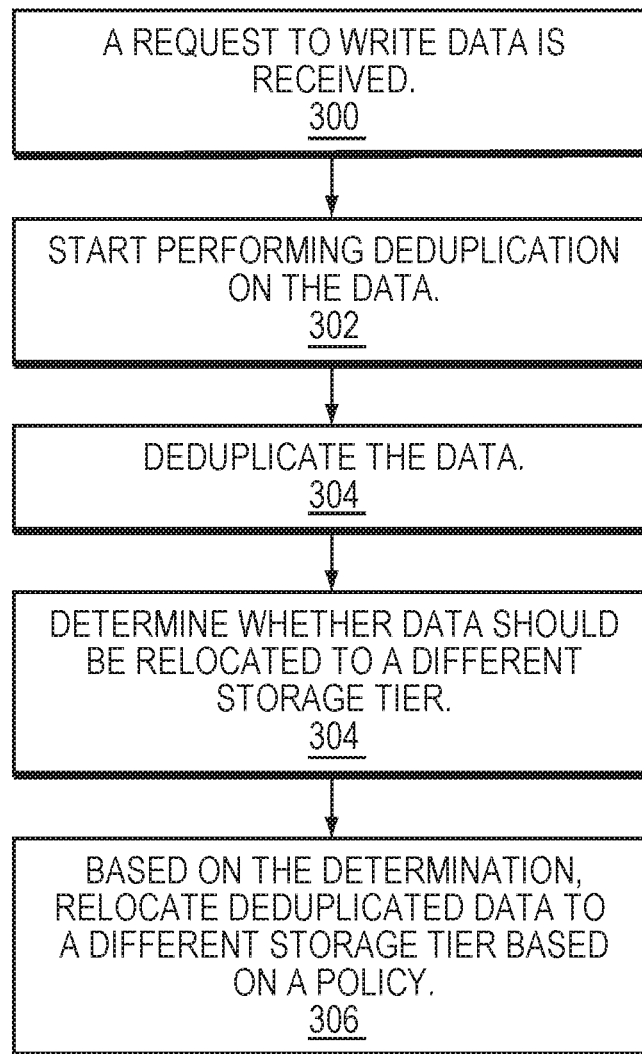 A REQUEST TO WRITE DATA IS
RECEIVED.
300
START PERFORMING DEDUPLICATION
ON THE DATA.
302
DEDUPLICATE THE DATA.
304
DETERMINE WHETHER DATA SHOULD
BE RELOCATED TO A DIFFERENT
STORAGE TIER.
304
BASED ON THE DETERMINATION,
RELOCATE DEDUPLICATED DATA TO
A DIFFERENT STORAGE TIER BASED
ON A POLICY.
306